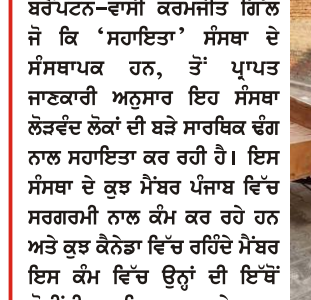 ਬਰੈਂਪਟਨ-ਵਾਸੀ ਕਰਮਜੀਤ ਗਿੱਲ
ਜੋ ਕਿ ‘ਸਹਾਇਤਾ’ ਸੰਸਥਾ ਦੇ
ਸੰਸਥਾਪਕ ਹਨ, ਤੋਂ ਪ੍ਰਾਪਤ
ਜਾਣਕਾਰੀ ਅਨੁਸਾਰ ਇਹ ਸੰਸਥਾ
ਲੋੜਵੰਦ ਲੋਕਾਂ ਦੀ ਬੜੇ ਸਾਰਥਿਕ ਢੰਗ
ਨਾਲ ਸਹਾਇਤਾ ਕਰ ਰਹੀ ਹੈ। ਇਸ
ਸੰਸਥਾ ਦੇ ਕੁਝ ਮੈਂਬਰ ਪੰਜਾਬ ਵਿੱਚ
ਸਰਗਰਮੀ ਨਾਲ ਕੰਮ ਕਰ ਰਹੇ ਹਨ
ਅਤੇ ਕੁਝ ਕੈਨੇਡਾ ਵਿੱਚ ਰਹਿੰਦੇ ਮੈਂਬਰ
ਇਸ ਕੰਮ ਵਿੱਚ ਉਨ੍ਹਾਂ ਦੀ ਇੱਥੋਂ